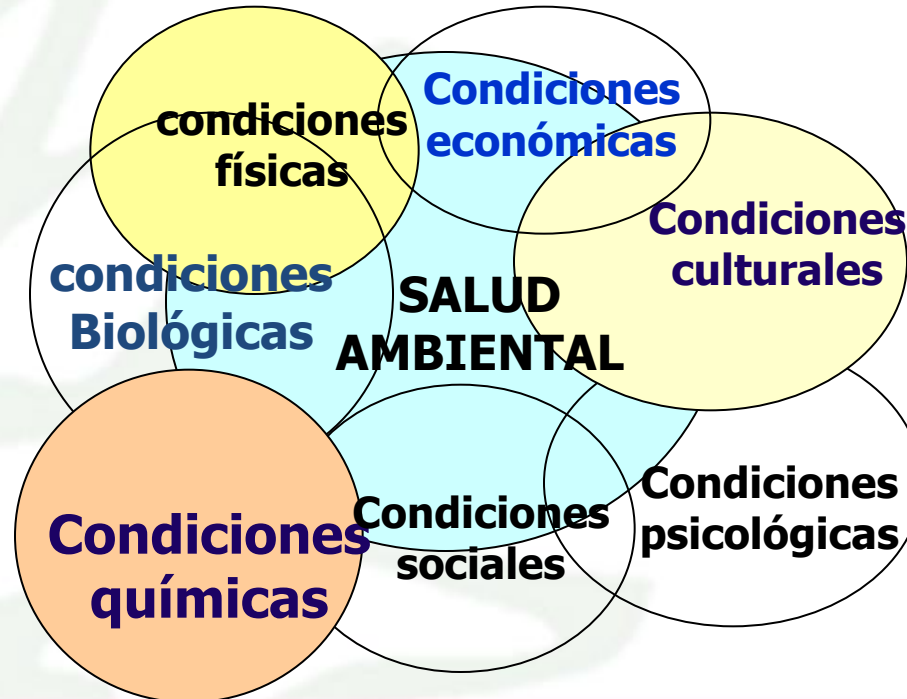 condiciones
físicas
Condiciones
económicas
Condiciones
culturales
condiciones
Biológicas
SALUD
AMBIENTAL
Condiciones
químicas
Condiciones
sociales
Condiciones
psicológicas